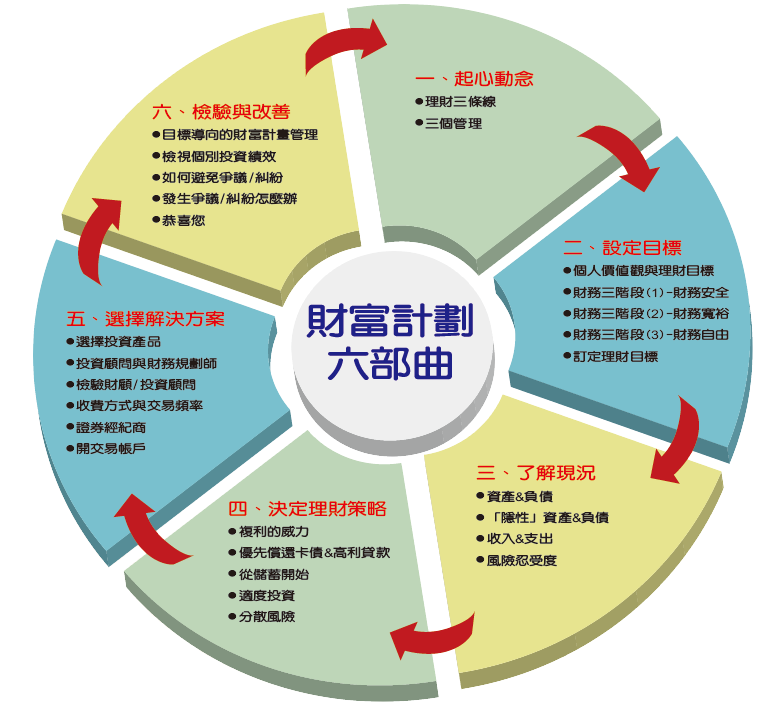 財富計劃
六部曲
一、起心動念
●理財三條線
●三個管理
二、設定目標
●個人價值觀與理財目標
●財務三階段(1)-財務安全
●財務三階段(2)-財務寬裕
●財務三階段(3)-財務自由
●訂定理財目標
三、了解現況
●資產&負債
●「隱性」資產&負債
●收入&支出
●風險忍受度
四、決定理財策略
●複利的威力
●優先償還卡債&高利貸款
●從儲蓄開始
●適度投資
●分散風險
五、選擇解決方案
●選擇投資產品
●投資顧問與財務規劃師
●檢驗財顧/投資顧問
●收費方式與交易頻率
●證券經紀商
●開交易帳戶
六、檢驗與改善
●目標導向的財富計畫管理
●檢視個別投資績效
●如何避免爭議/糾紛
●發生爭議/糾紛怎麼辦
●恭喜您